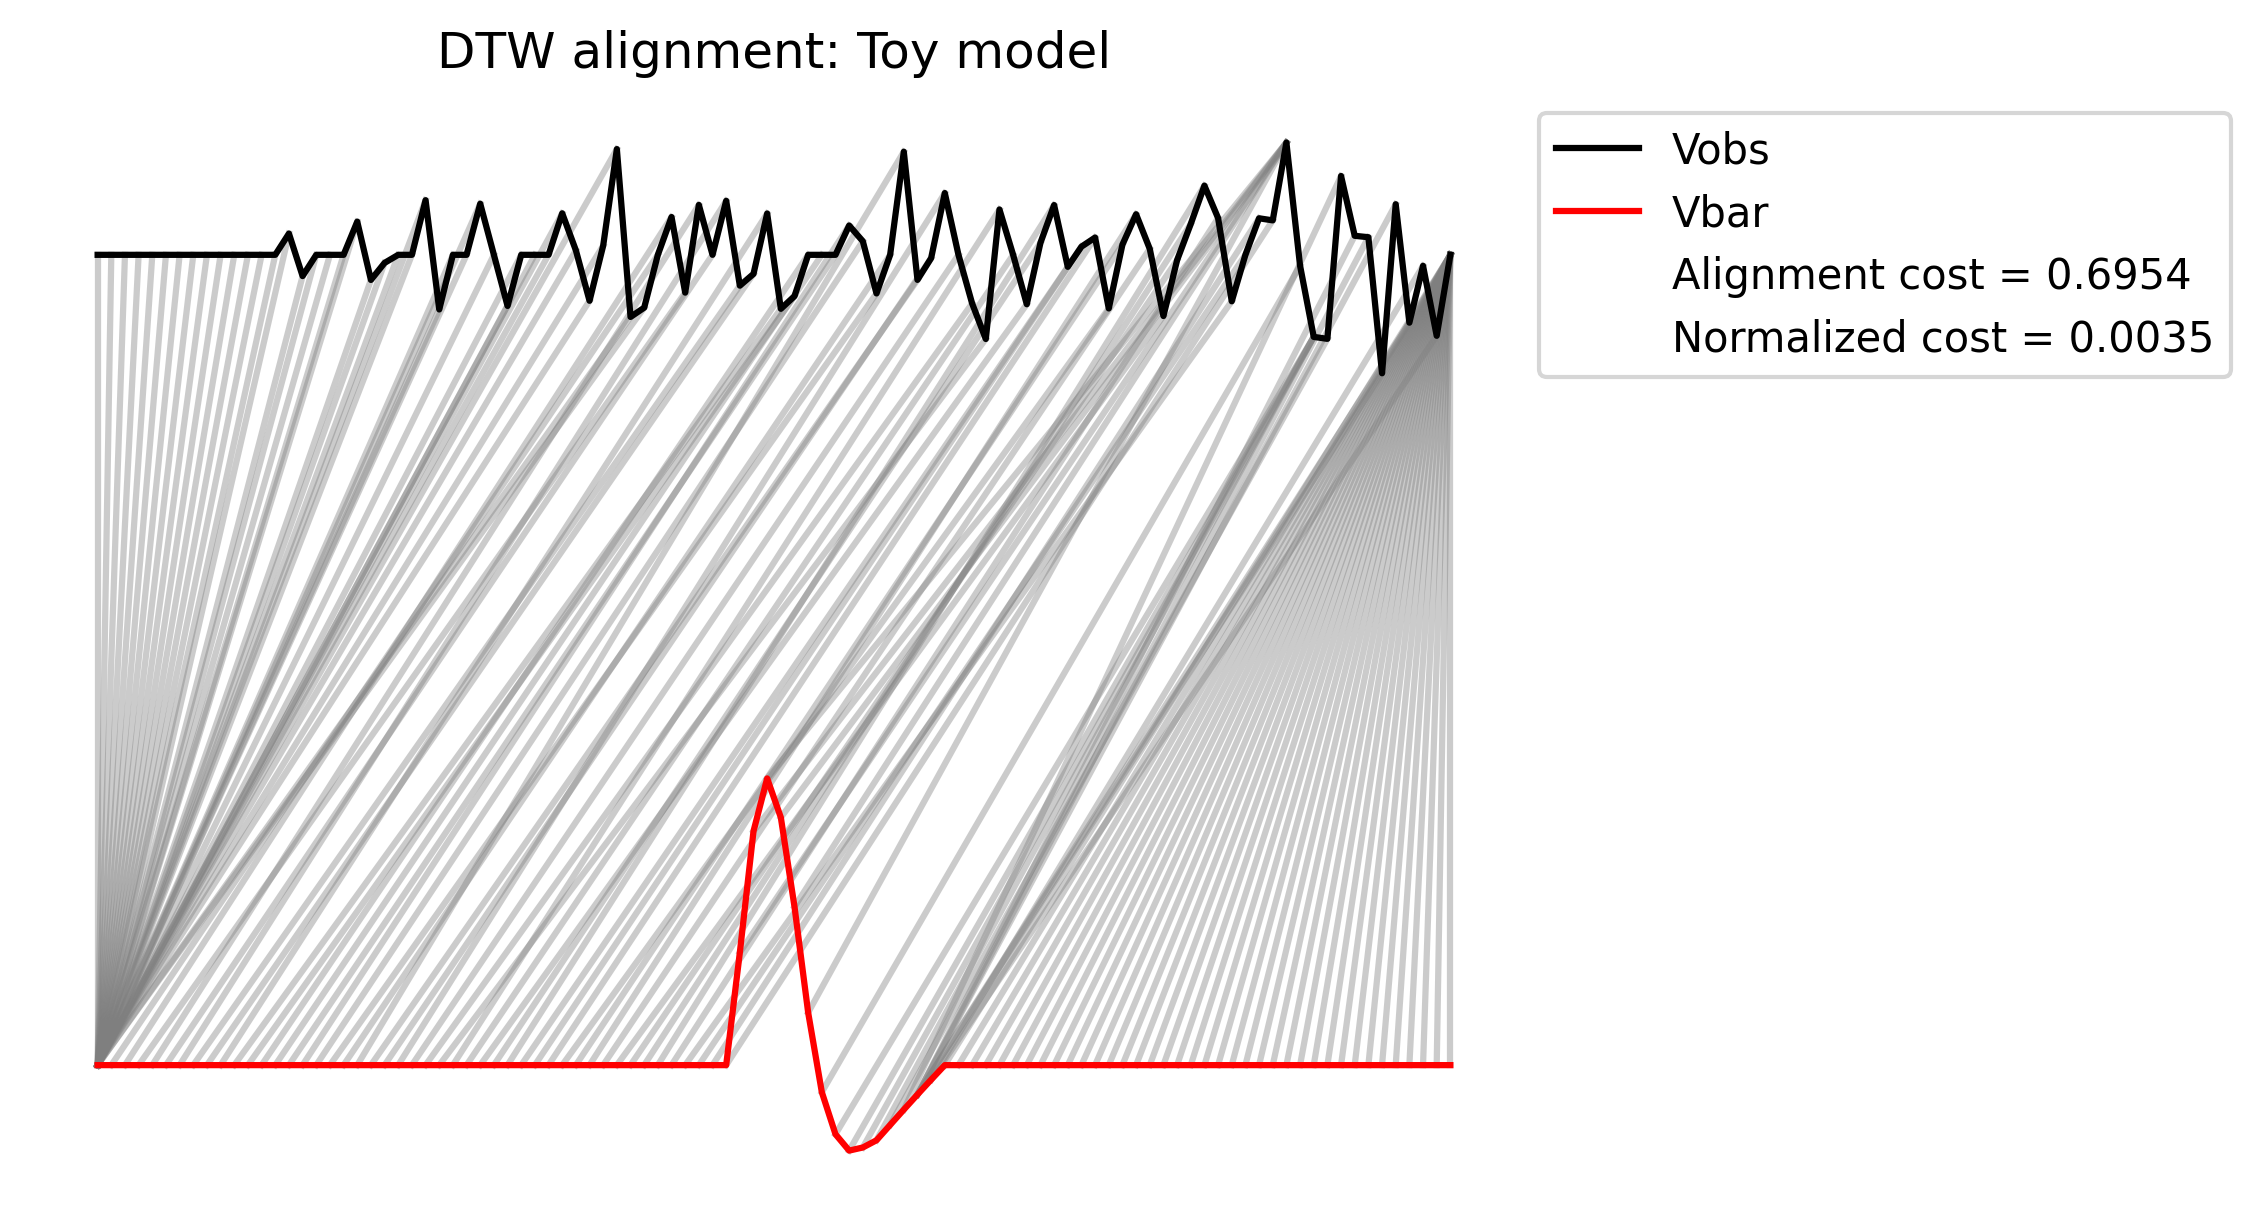 DTW alignment: Toy model
Vobs
Vbar
Alignment cost = 0.6954
Normalized cost = 0.0035